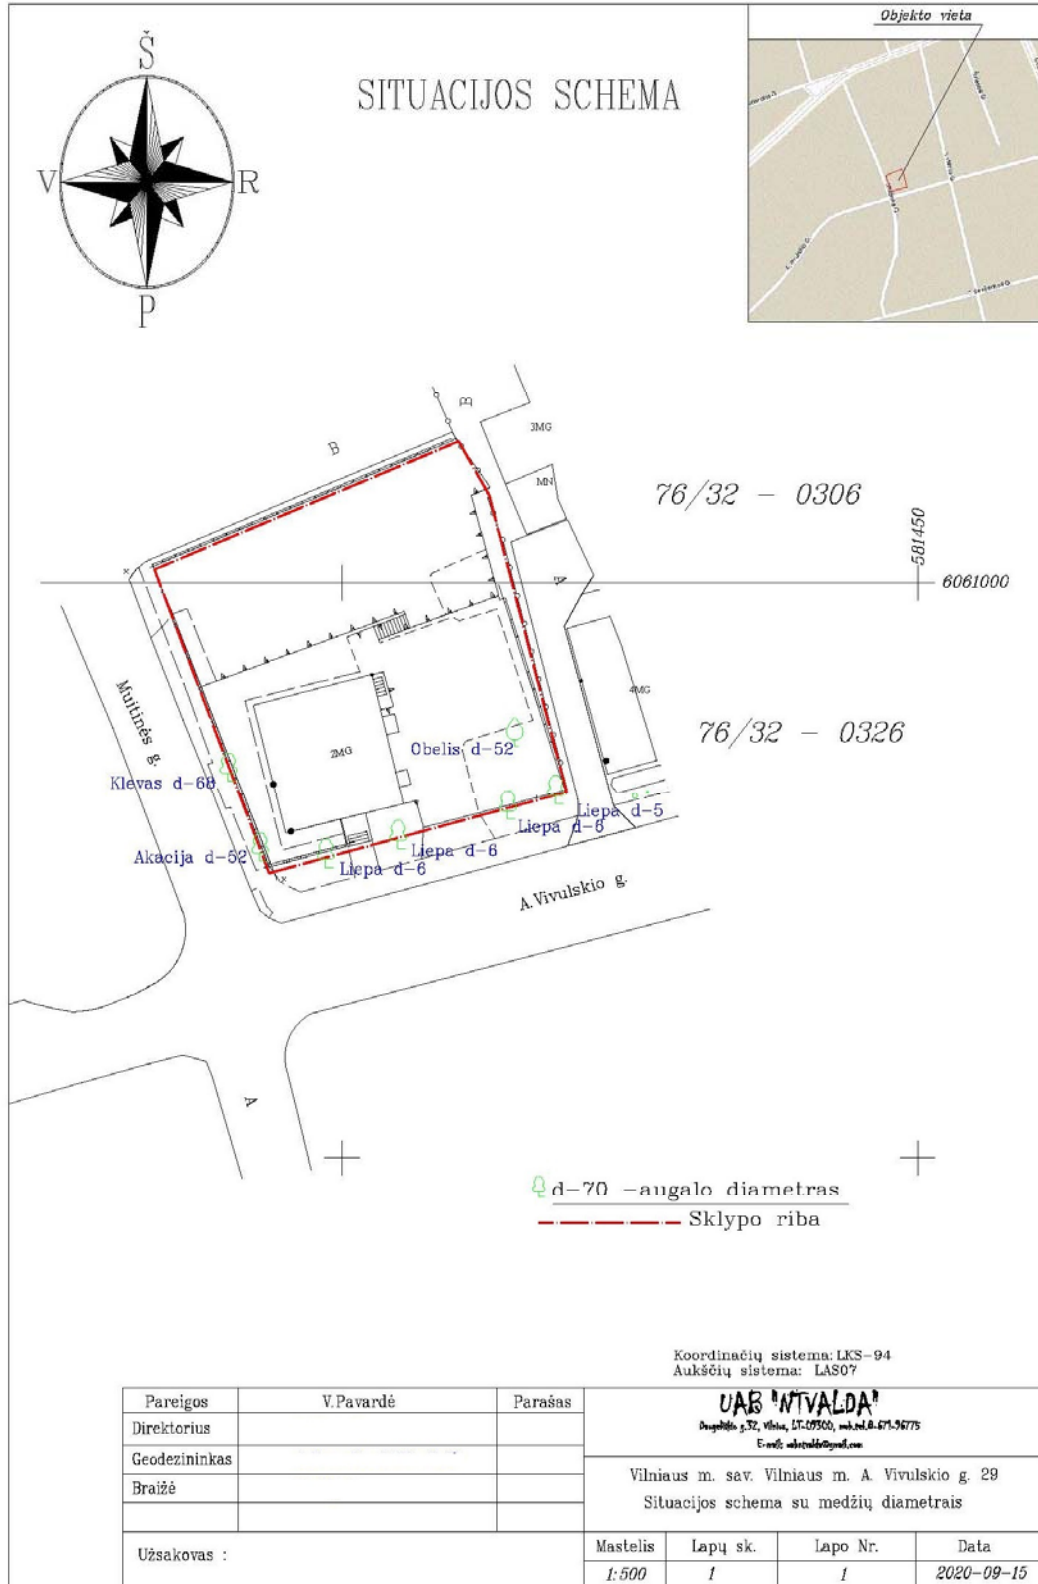 Objekto vieta
SITUACIJOS SCHEMA
Š
V
R
P
B
B
3MG
MN
76/32 - 0306
581450
6061000
A
4MG
76/32 - 0326
Muitinės g.
2MG
Obelis d-52
Klevas d-68
Liepa d-5
Liepa d-6
Liepa d-6
Akacija d-52
Liepa d-6
A.Vivulskio g.
A
d-70 -augalo diametras
Sklypo riba
Koordinačių sistema: LKS-94
Aukščių sistema: LAS07
Pareigos V.Pavardė Parašas
Direktorius
Geodezininkas
Braižė
Užsakovas :
UAB "NTVALDA"
Vilniaus m. sav. Vilniaus m. A. Vivulskio g. 29
Situacijos schema su medžių diametrais
Mastelis Lapų sk. Lapo Nr. Data
1:500 1 1 2020-09-15